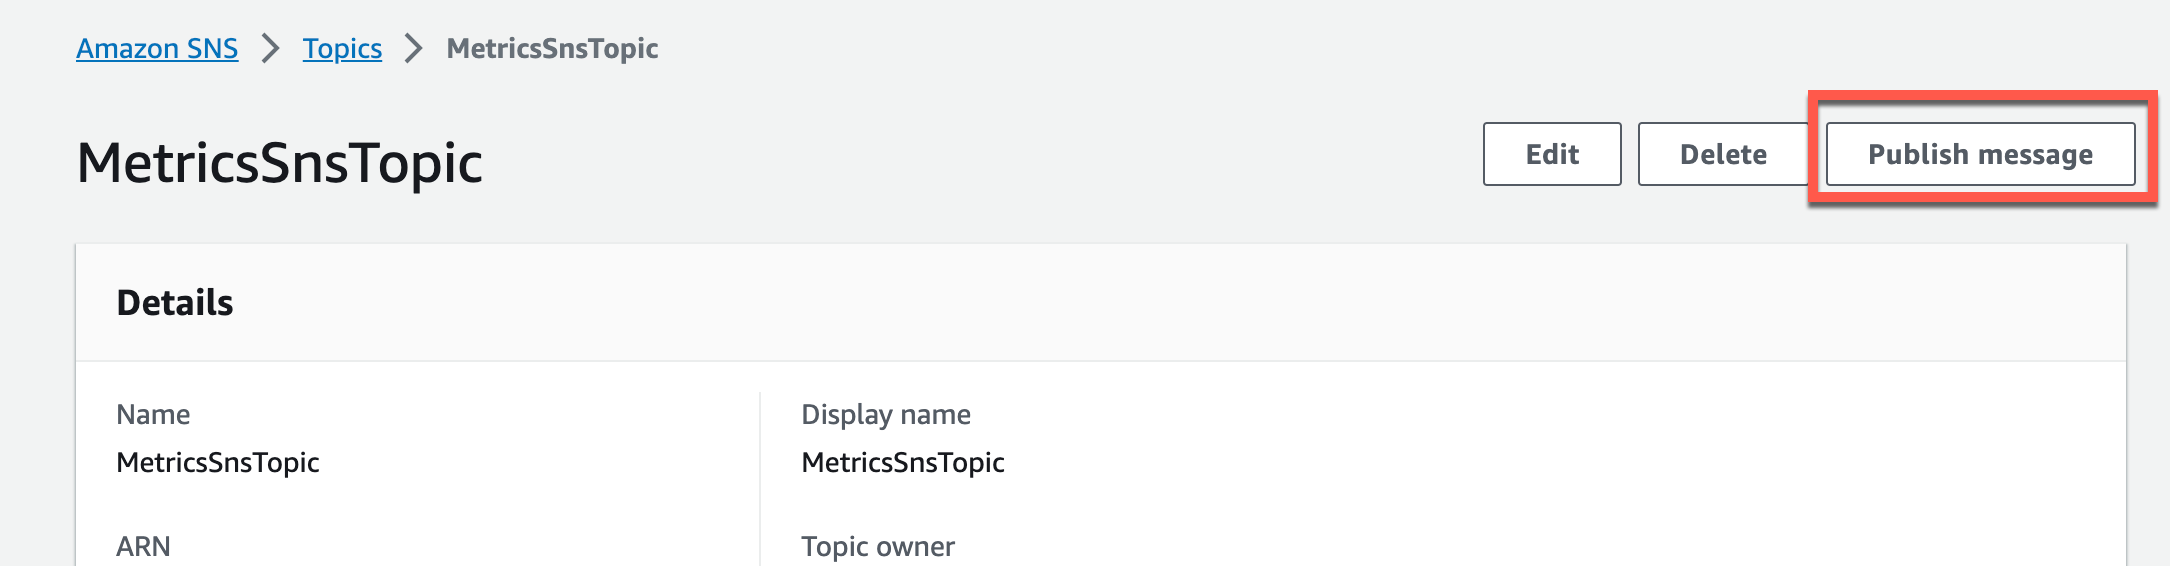 Amazon SNS > Topics > MetricsSnsTopic
MetricsSnsTopic
Edit Delete Publish message
Details
Name Display name
MetricsSnsTopic MetricsSnsTopic
ARN Topic owner